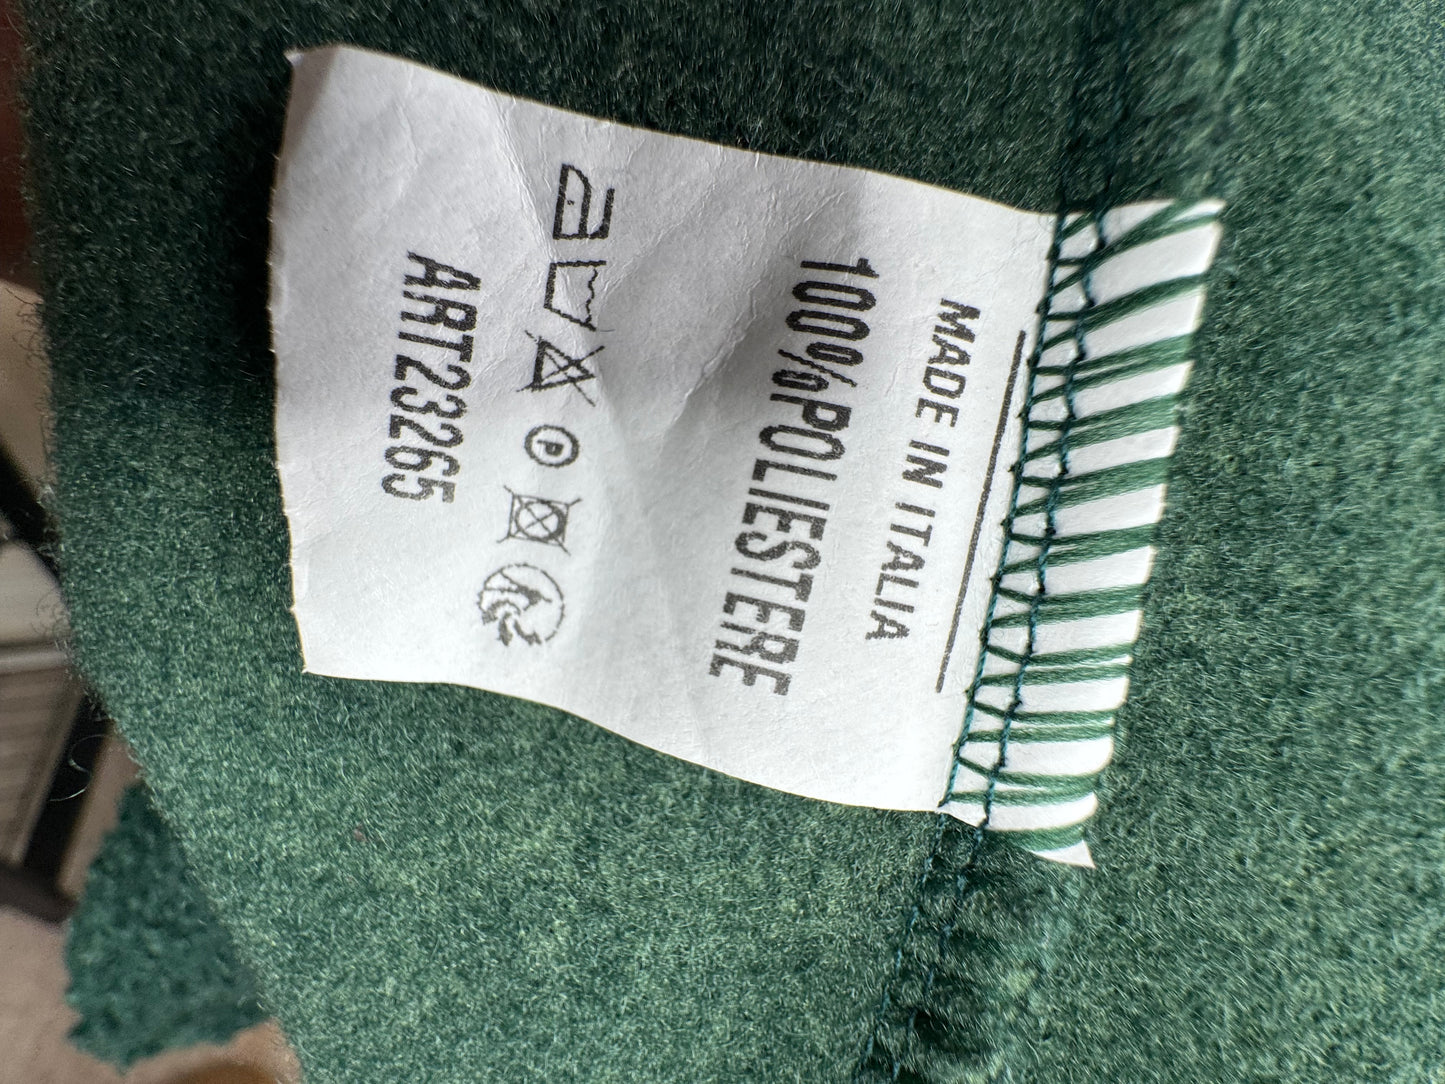 MADE IN ITALIA
100%POLIESTERE
P
ART23265